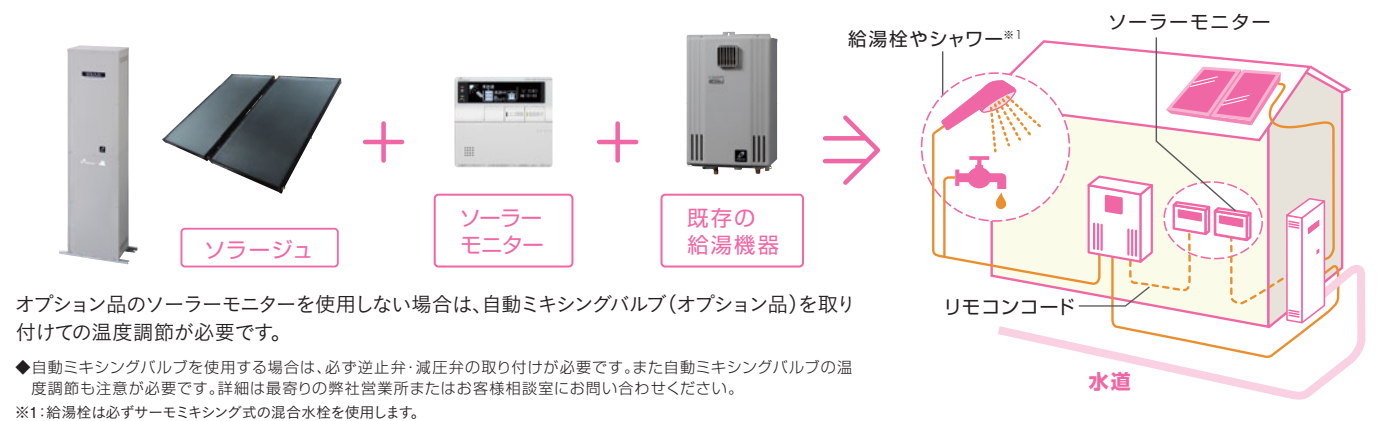 給湯栓やシャワー※1
ソーラーモニター
ソラージュ
ソーラー
モニター
既存の
給湯機器
リモコンコード
水道
オプション品のソーラーモニターを使用しない場合は、自動ミキシングバルブ(オプション品)を取り
付けての温度調節が必要です。
◆自動ミキシングバルブを使用する場合は、必ず逆止弁・減圧弁の取り付けが必要です。また自動ミキシングバルブの温
度調節も注意が必要です。詳細は最寄りの弊社営業所またはお客様相談室にお問い合わせください。
※1:給湯栓は必ずサーモミキシング式の混合水栓を使用します。